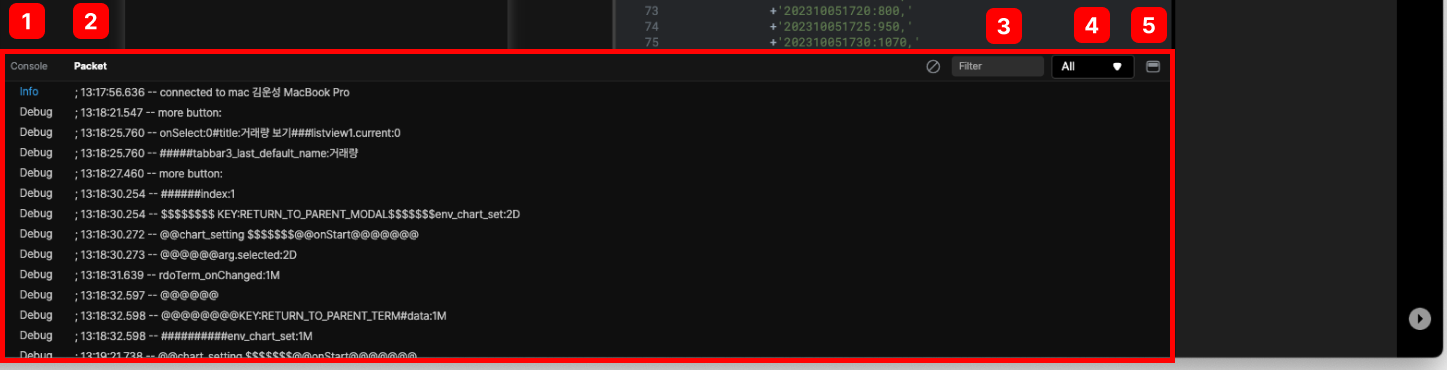 1 2 3 4 5
73 +'202310051720:800,'
74 +'202310051725:950,'
75 +'202310051730:1070,'
Console Packet Filter All
Info ; 13:17:56.636 -- connected to mac 김운성 MacBook Pro
Debug ; 13:18:21.547 -- more button:
Debug ; 13:18:25.760 -- onSelect:0#title:거래량 보기###listview1.current:0
Debug ; 13:18:25.760 -- #####tabbar3_last_default_name:거래량
Debug ; 13:18:27.460 -- more button:
Debug ; 13:18:30.254 -- ######index:1
Debug ; 13:18:30.254 -- $$$$$$$$ KEY:RETURN_TO_PARENT_MODAL$$$$$$$env_chart_set:2D
Debug ; 13:18:30.272 -- @@chart_setting $$$$$$$@@onStart@@@@@@@
Debug ; 13:18:30.273 -- @@@@@@arg.selected:2D
Debug ; 13:18:31.639 -- rdoTerm_onChanged:1M
Debug ; 13:18:32.597 -- @@@@@@
Debug ; 13:18:32.598 -- @@@@@@@@KEY:RETURN_TO_PARENT_TERM#data:1M
Debug ; 13:18:32.598 -- ##########env_chart_set:1M
Debug ; 13:19:21.738 -- @@chart_setting $$$$$$$@@onStart@@@@@@@